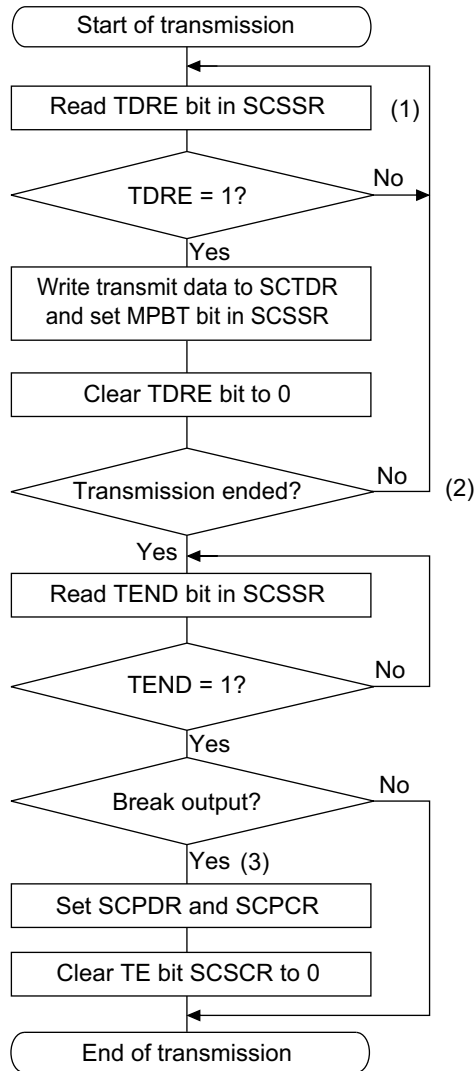 Start of transmission
Read TDRE bit in SCSSR
(1)
TDRE = 1?
No
Yes
Write transmit data to SCTDR
and set MPBT bit in SCSSR
Clear TDRE bit to 0
Transmission ended?
No
(2)
Yes
Read TEND bit in SCSSR
TEND = 1?
No
Yes
Break output?
No
Yes (3)
Set SCPDR and SCPCR
Clear TE bit SCSCR to 0
End of transmission